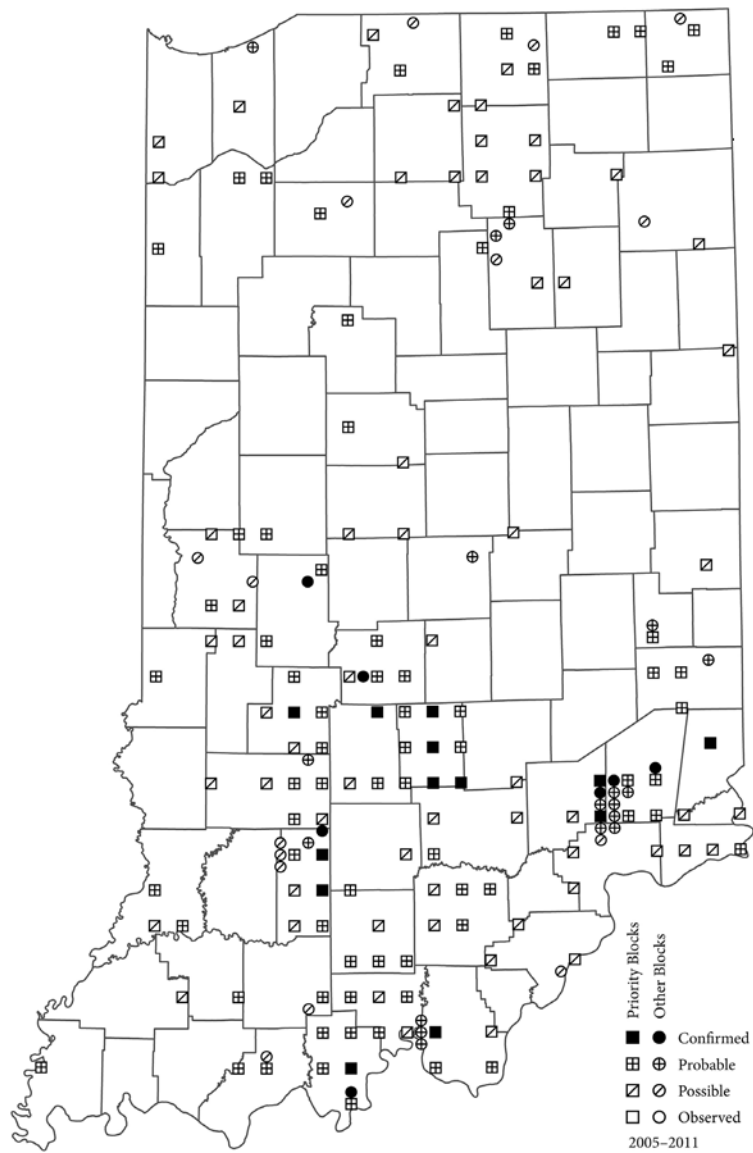 Priority Blocks
Other Blocks
Confirmed
Probable
Possible
Observed
2005–2011